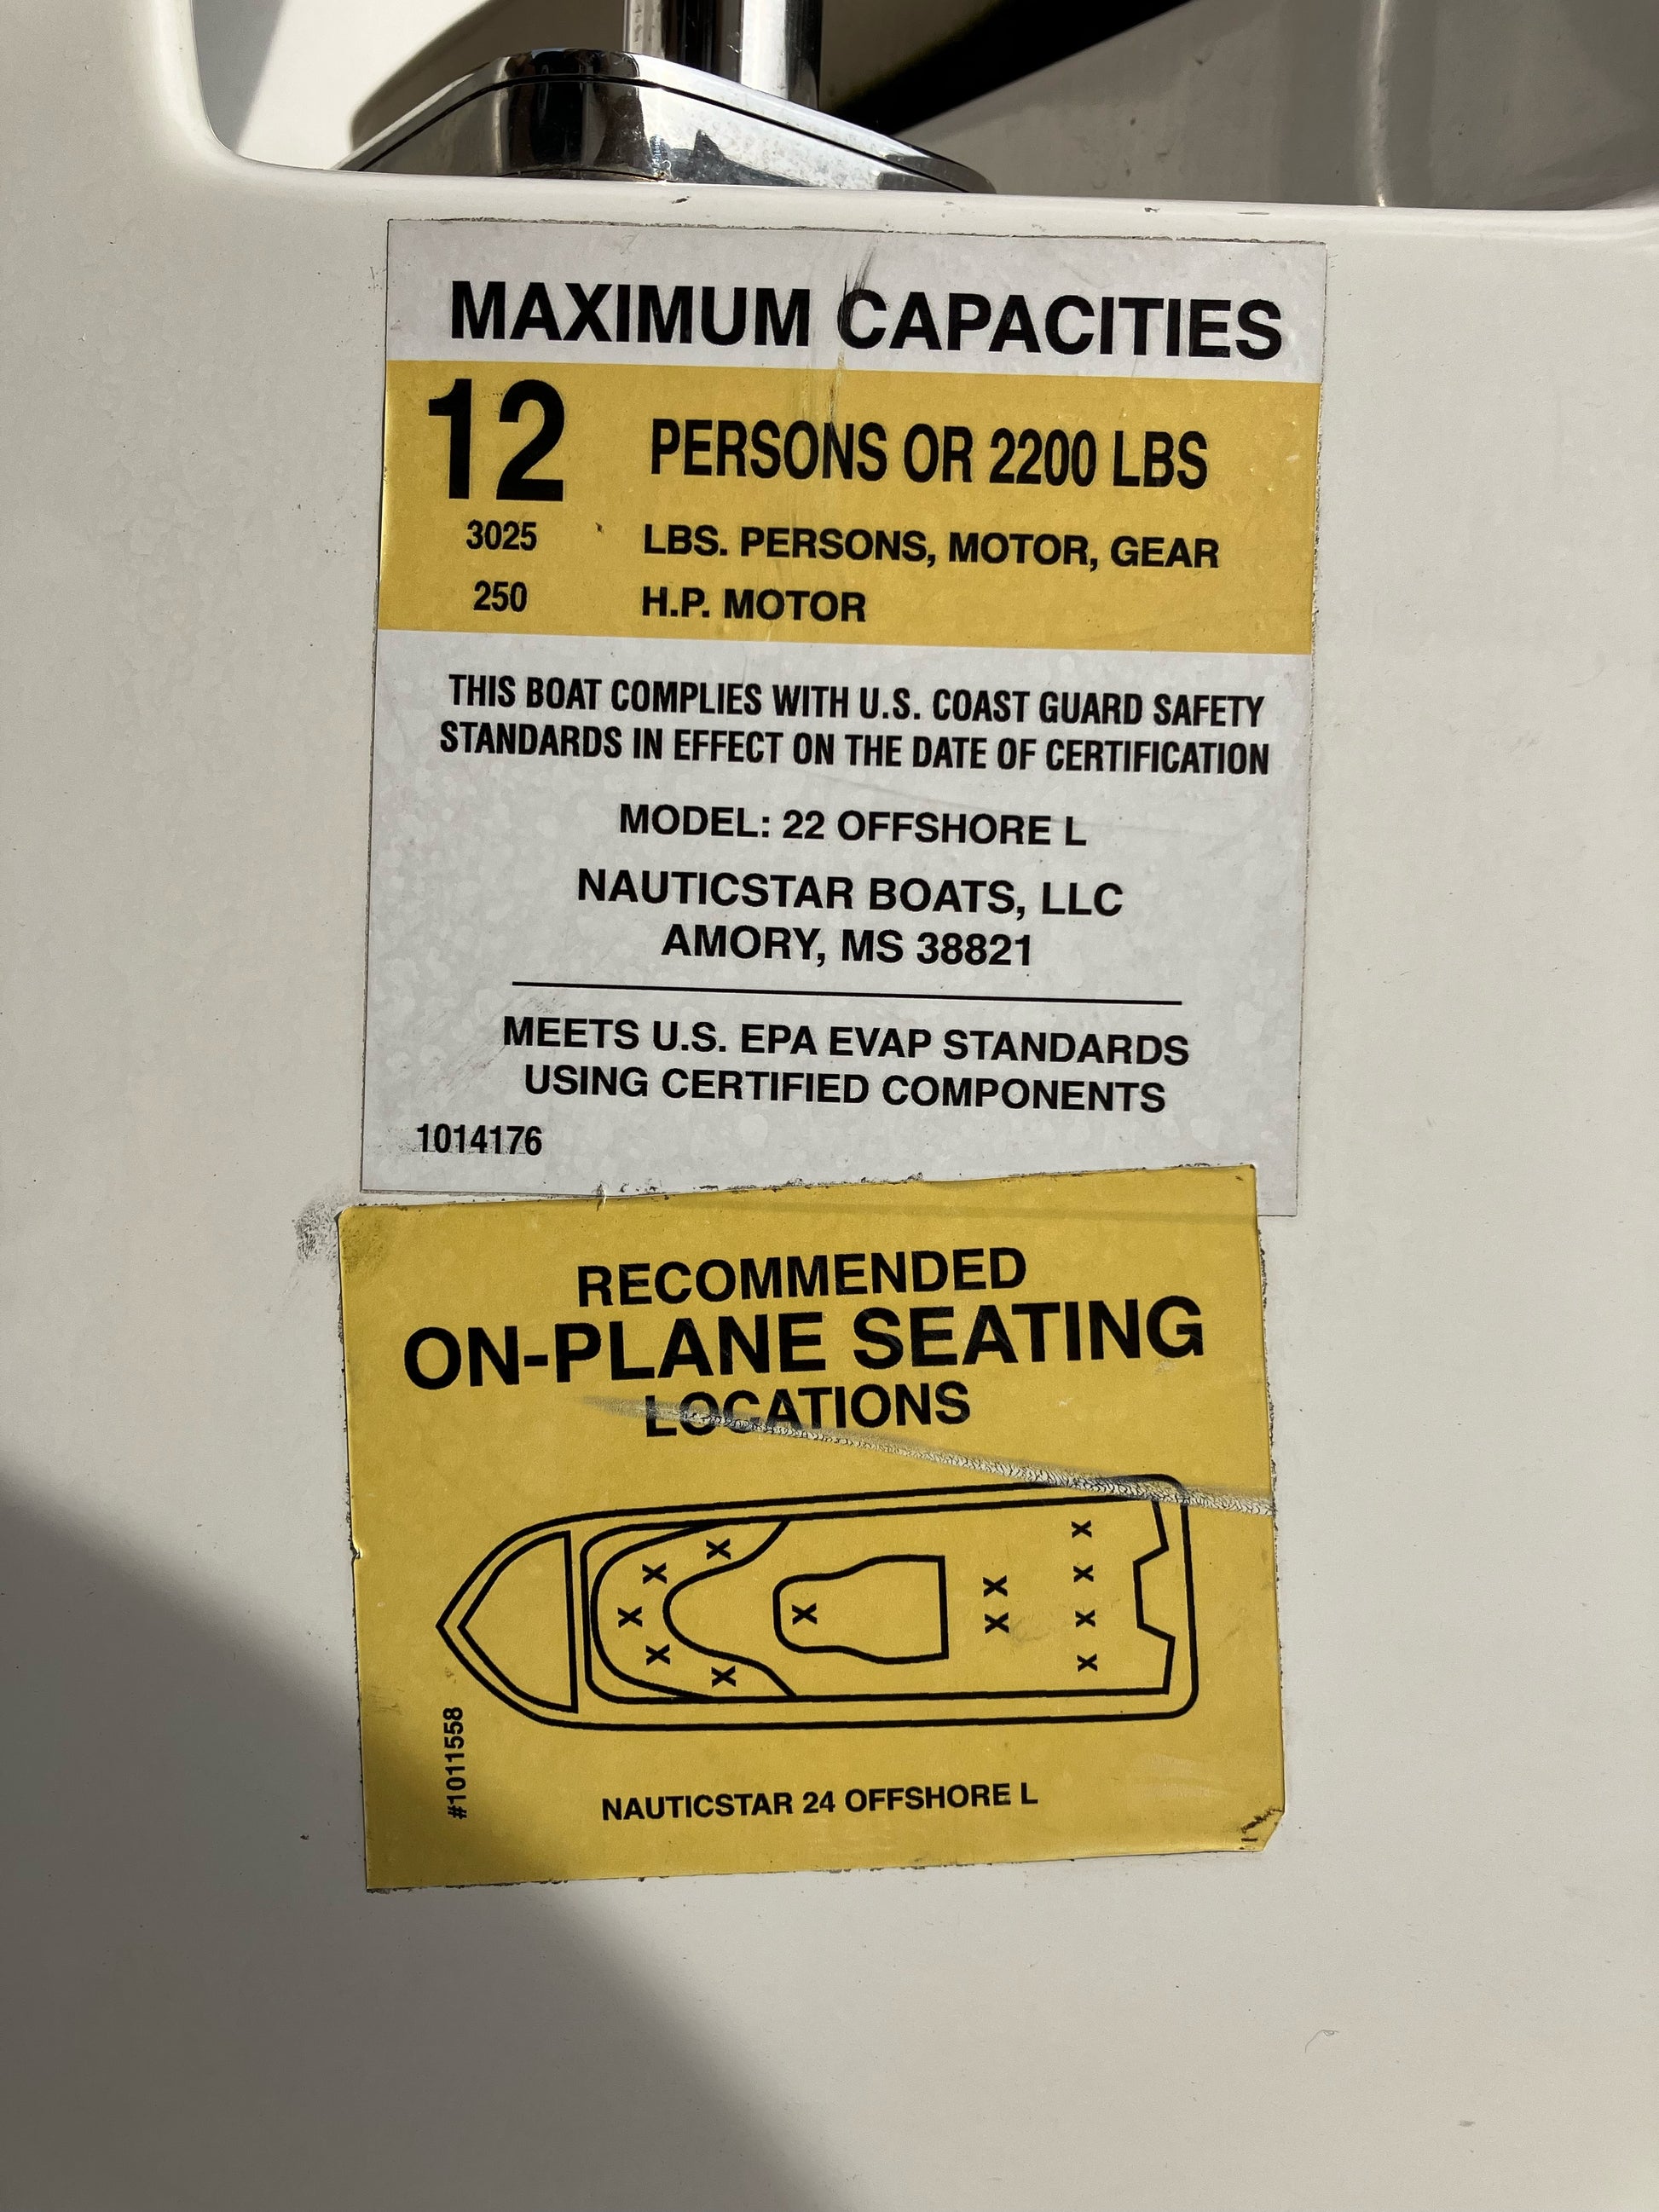 MAXIMUM CAPACITIES
12 PERSONS OR 2200 LBS
3025 LBS. PERSONS, MOTOR, GEAR
250 H.P. MOTOR
THIS BOAT COMPLIES WITH U.S. COAST GUARD SAFETY
STANDARDS IN EFFECT ON THE DATE OF CERTIFICATION
MODEL: 22 OFFSHORE L
NAUTICSTAR BOATS, LLC
AMORY, MS 38821
MEETS U.S. EPA EVAP STANDARDS
USING CERTIFIED COMPONENTS
1014176
RECOMMENDED
ON-PLANE SEATING
LOCATIONS
X X X X X X X X X X X X
#1011558
NAUTICSTAR 24 OFFSHORE L